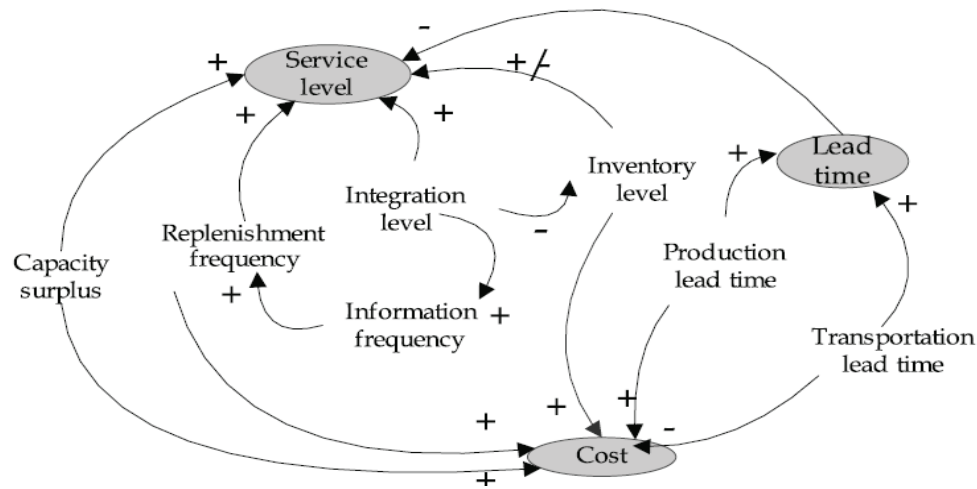 -
+
Service
level
+/-
+
+
Lead
time
+
Inventory
level
+
Integration
level
-
Replenishment
frequency
Production
lead time
Capacity
surplus
+
Information
frequency
+
Transportation
lead time
+
+
+
-
Cost
+